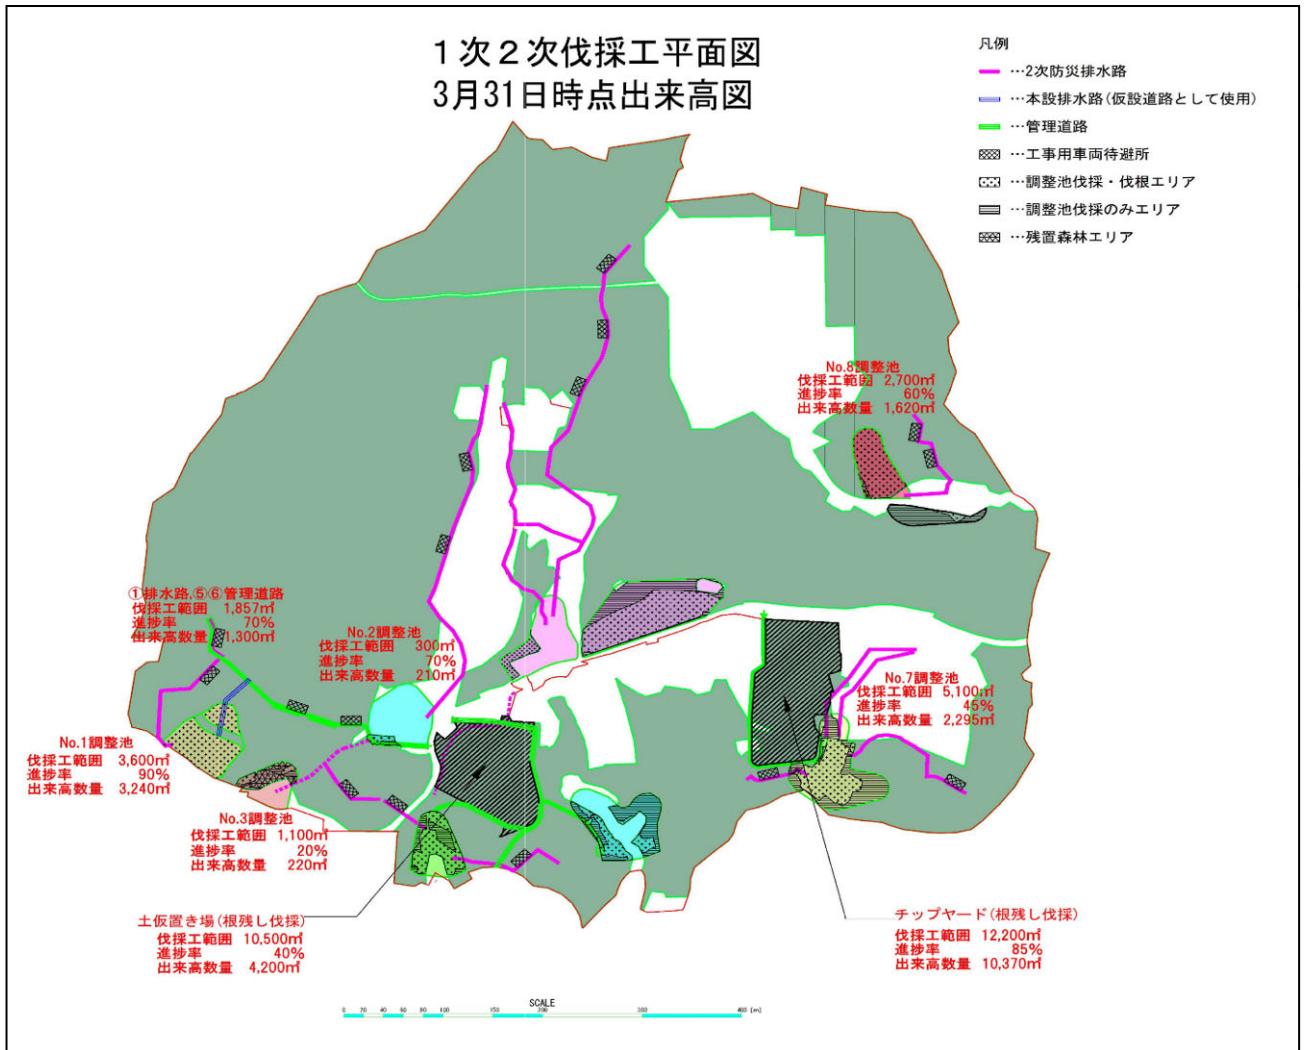 1次2次伐採工平面図
3月31日時点出来高図
凡例
…2次防災排水路
…本設排水路(仮設道路として使用)
…管理道路
…工事用車両待避所
…調整池伐採・伐根エリア
…調整池伐採のみエリア
…残置森林エリア
No.8調整池
伐採工範囲 2,700㎡
進捗率 60%
出来高数量 1,620㎡
①排水路,⑤⑥管理道路
伐採工範囲 1,857㎡
進捗率 70%
出来高数量 1,300㎡
No.2調整池
伐採工範囲 300㎡
進捗率 70%
出来高数量 210㎡
No.7調整池
伐採工範囲 5,100㎡
進捗率 45%
出来高数量 2,295㎡
No.1調整池
伐採工範囲 3,600㎡
進捗率 90%
出来高数量 3,240㎡
No.3調整池
伐採工範囲 1,100㎡
進捗率 20%
出来高数量 220㎡
土仮置き場(根残し伐採)
伐採工範囲 10,500㎡
進捗率 40%
出来高数量 4,200㎡
チップヤード(根残し伐採)
伐採工範囲 12,200㎡
進捗率 85%
出来高数量 10,370㎡
SCALE
0 20 40 60 80 100 150 200 300 400 (m)